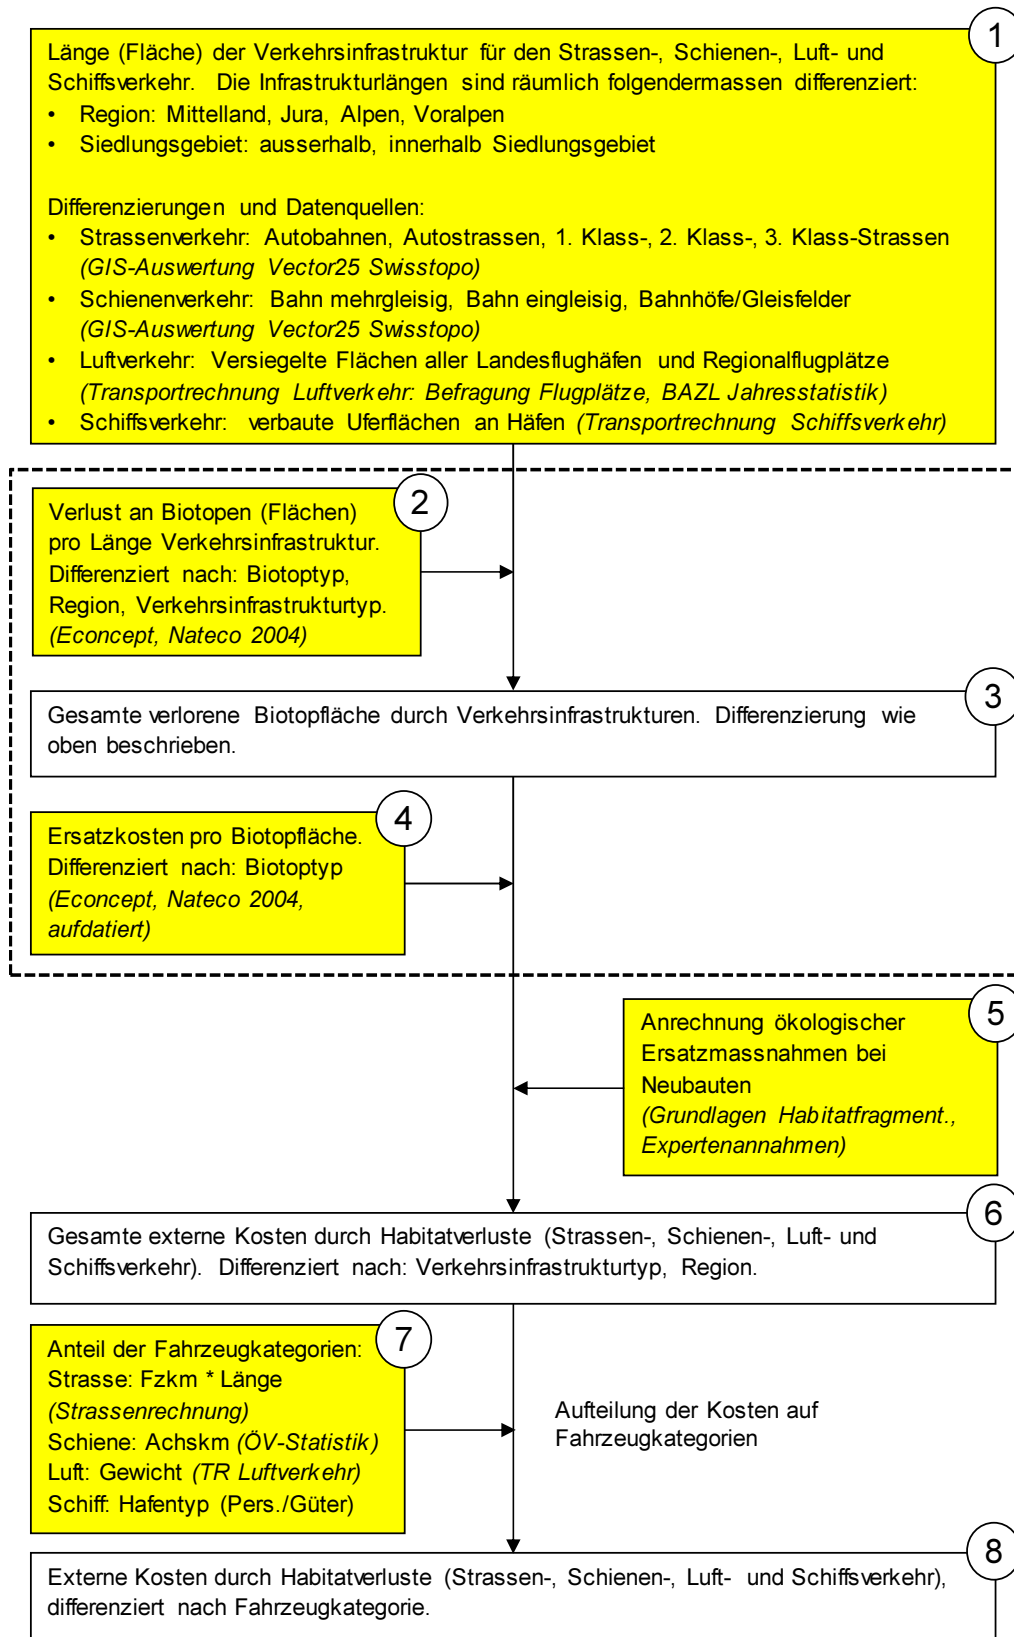 1
Länge (Fläche) der Verkehrsinfrastruktur für den Strassen-, Schienen-, Luft- und
Schiffsverkehr. Die Infrastrukturlängen sind räumlich folgendermassen differenziert:
• Region: Mittelland, Jura, Alpen, Voralpen
• Siedlungsgebiet: ausserhalb, innerhalb Siedlungsgebiet
Differenzierungen und Datenquellen:
• Strassenverkehr: Autobahnen, Autostrassen, 1. Klass-, 2. Klass-, 3. Klass-Strassen
(GIS-Auswertung Vector25 Swisstopo)
• Schienenverkehr: Bahn mehrgleisig, Bahn eingleisig, Bahnhöfe/Gleisfelder
(GIS-Auswertung Vector25 Swisstopo)
• Luftverkehr: Versiegelte Flächen aller Landesflughäfen und Regionalflugplätze
(Transportrechnung Luftverkehr: Befragung Flugplätze, BAZL Jahresstatistik)
• Schiffsverkehr: verbaute Uferflächen an Häfen (Transportrechnung Schiffsverkehr)
2
Verlust an Biotopen (Flächen)
pro Länge Verkehrsinfrastruktur.
Differenziert nach: Biotoptyp,
Region, Verkehrsinfrastrukturtyp.
(Econcept, Nateco 2004)
3
Gesamte verlorene Biotopfläche durch Verkehrsinfrastrukturen. Differenzierung wie
oben beschrieben.
4
Ersatzkosten pro Biotopfläche.
Differenziert nach: Biotoptyp
(Econcept, Nateco 2004,
aufdatiert)
5
Anrechnung ökologischer
Ersatzmassnahmen bei
Neubauten
(Grundlagen Habitatfragment.,
Expertenannahmen)
6
Gesamte externe Kosten durch Habitatverluste (Strassen-, Schienen-, Luft- und
Schiffsverkehr). Differenziert nach: Verkehrsinfrastrukturtyp, Region.
7
Anteil der Fahrzeugkategorien:
Strasse: Fzkm * Länge
(Strassenrechnung)
Schiene: Achskm (ÖV-Statistik)
Luft: Gewicht (TR Luftverkehr)
Schiff: Hafentyp (Pers./Güter)
Aufteilung der Kosten auf
Fahrzeugkategorien
8
Externe Kosten durch Habitatverluste (Strassen-, Schienen-, Luft- und Schiffsverkehr),
differenziert nach Fahrzeugkategorie.